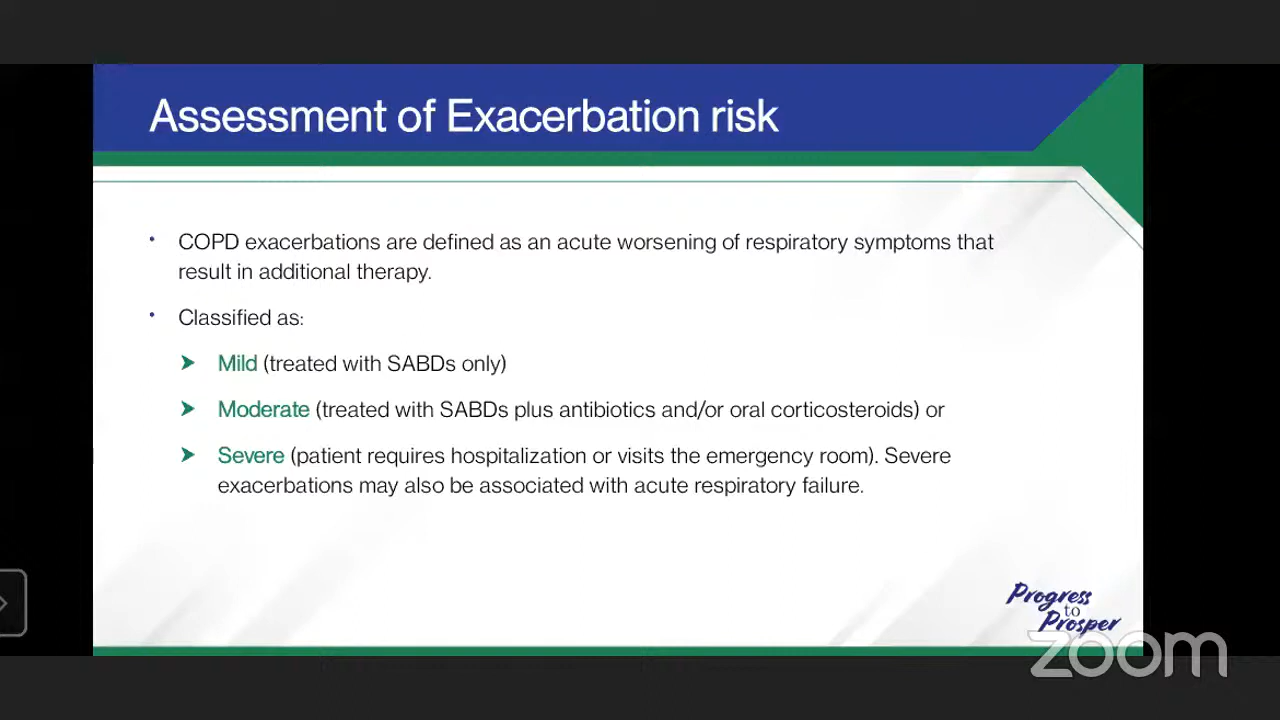 Assessment of Exacerbation risk
• COPD exacerbations are defined as an acute worsening of respiratory symptoms that
result in additional therapy.
• Classified as:
➤ Mild (treated with SABDs only)
➤ Moderate (treated with SABDs plus antibiotics and/or oral corticosteroids) or
➤ Severe (patient requires hospitalization or visits the emergency room). Severe
exacerbations may also be associated with acute respiratory failure.
Progress
to
Prosper
zoom